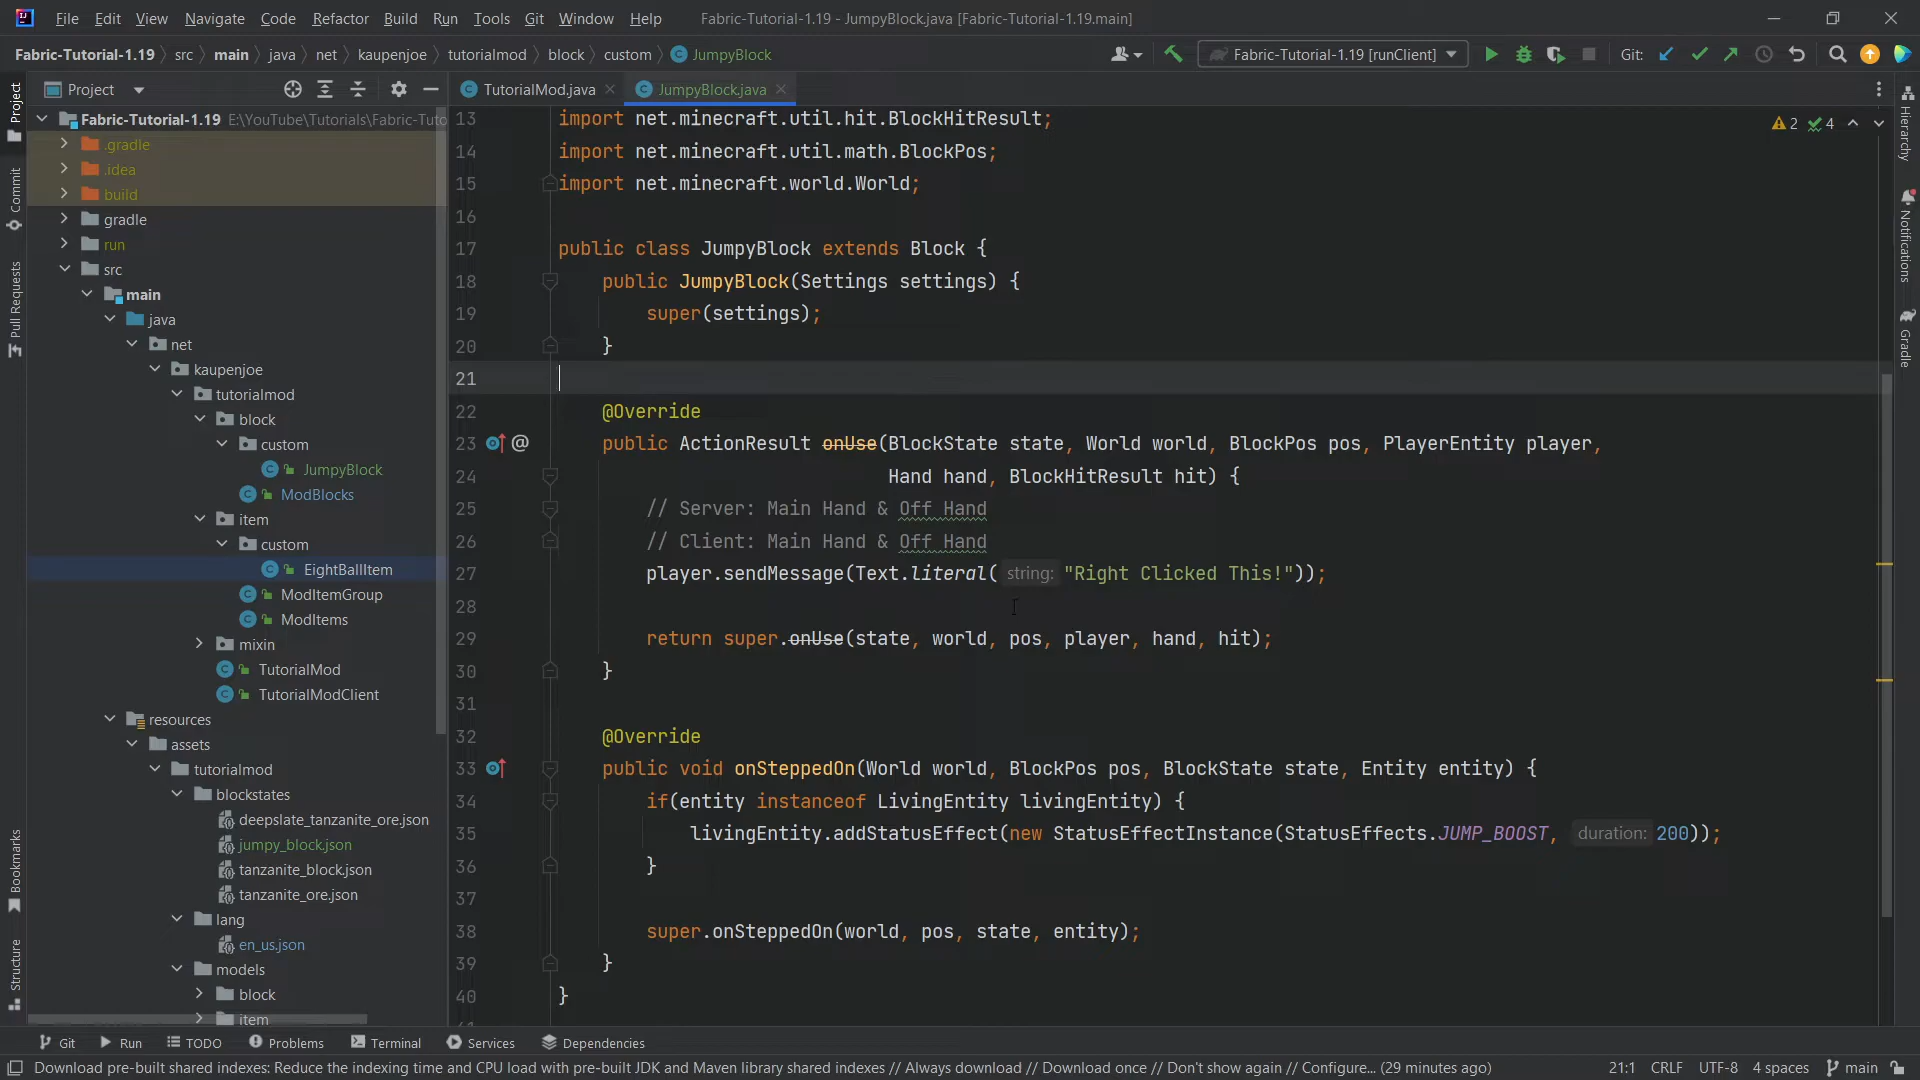 File Edit View Navigate Code Refactor Build Run Tools Git Window Help Fabric-Tutorial-1.19 - JumpyBlock.java [Fabric-Tutorial-1.19.main]
Fabric-Tutorial-1.19 src main java net kaupenjoe tutorialmod block custom JumpyBlock Fabric-Tutorial-1.19 [runClient] Git:
Project
TutorialMod.java JumpyBlock.java
Fabric-Tutorial-1.19 E:\YouTube\Tutorials\Fabric-Tuto
.gradle
.idea
build
gradle
run
src
main
java
net
kaupenjoe
tutorialmod
block
custom
JumpyBlock
ModBlocks
item
custom
EightBallItem
ModItemGroup
ModItems
mixin
TutorialMod
TutorialModClient
resources
assets
tutorialmod
blockstates
deepslate_tanzanite_ore.json
jumpy_block.json
tanzanite_block.json
tanzanite_ore.json
lang
en_us.json
models
block
item
Project
Commit
Pull Requests
Bookmarks
Structure
2 4
13 import net.minecraft.util.hit.BlockHitResult;
14 import net.minecraft.util.math.BlockPos;
15 import net.minecraft.world.World;
16
17 public class JumpyBlock extends Block {
18 public JumpyBlock(Settings settings) {
19 super(settings);
20 }
21
22 @Override
23 @ public ActionResult onUse(BlockState state, World world, BlockPos pos, PlayerEntity player,
24 Hand hand, BlockHitResult hit) {
25 // Server: Main Hand & Off Hand
26 // Client: Main Hand & Off Hand
27 player.sendMessage(Text.literal( string: "Right Clicked This!"));
28
29 return super.onUse(state, world, pos, player, hand, hit);
30 }
31
32 @Override
33 public void onSteppedOn(World world, BlockPos pos, BlockState state, Entity entity) {
34 if(entity instanceof LivingEntity livingEntity) {
35 livingEntity.addStatusEffect(new StatusEffectInstance(StatusEffects.JUMP_BOOST, duration: 200));
36 }
37
38 super.onSteppedOn(world, pos, state, entity);
39 }
40 }
Hierarchy
Notifications
Gradle
Git Run TODO Problems Terminal Services Dependencies
Download pre-built shared indexes: Reduce the indexing time and CPU load with pre-built JDK and Maven library shared indexes // Always download // Download once // Don't show again // Configure... (29 minutes ago) 21:1 CRLF UTF-8 4 spaces main